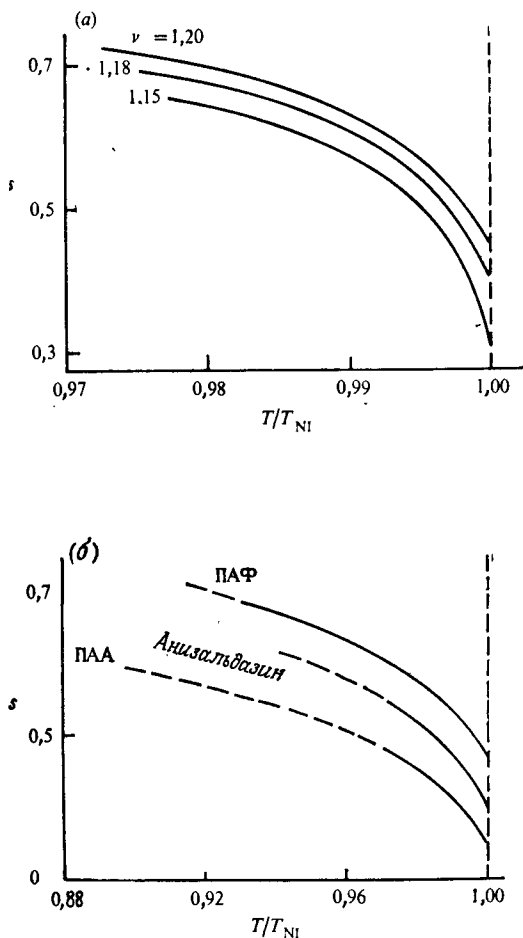 (а)
ν = 1,20
0,7
1,18
1,15
s
0,5
0,3
0,97 0,98 0,99 1,00
T/T_NI
(б)
ПАФ
0,7
Анизальдазин
ПАА
s
0,5
0
0,88 0,92 0,96 1,00
T/T_NI